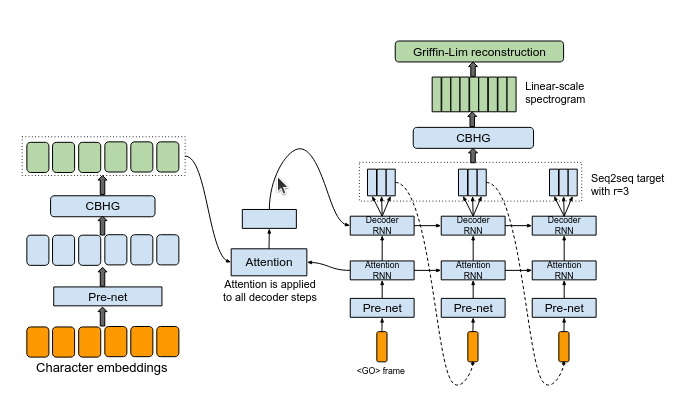 Griffin-Lim reconstruction
Linear-scale
spectrogram
CBHG
Seq2seq target
with r=3
CBHG
Decoder
RNN
Decoder
RNN
Decoder
RNN
Attention
Attention is applied
to all decoder steps
Attention
RNN
Attention
RNN
Attention
RNN
Pre-net
Pre-net
Pre-net
Pre-net
<GO> frame
Character embeddings